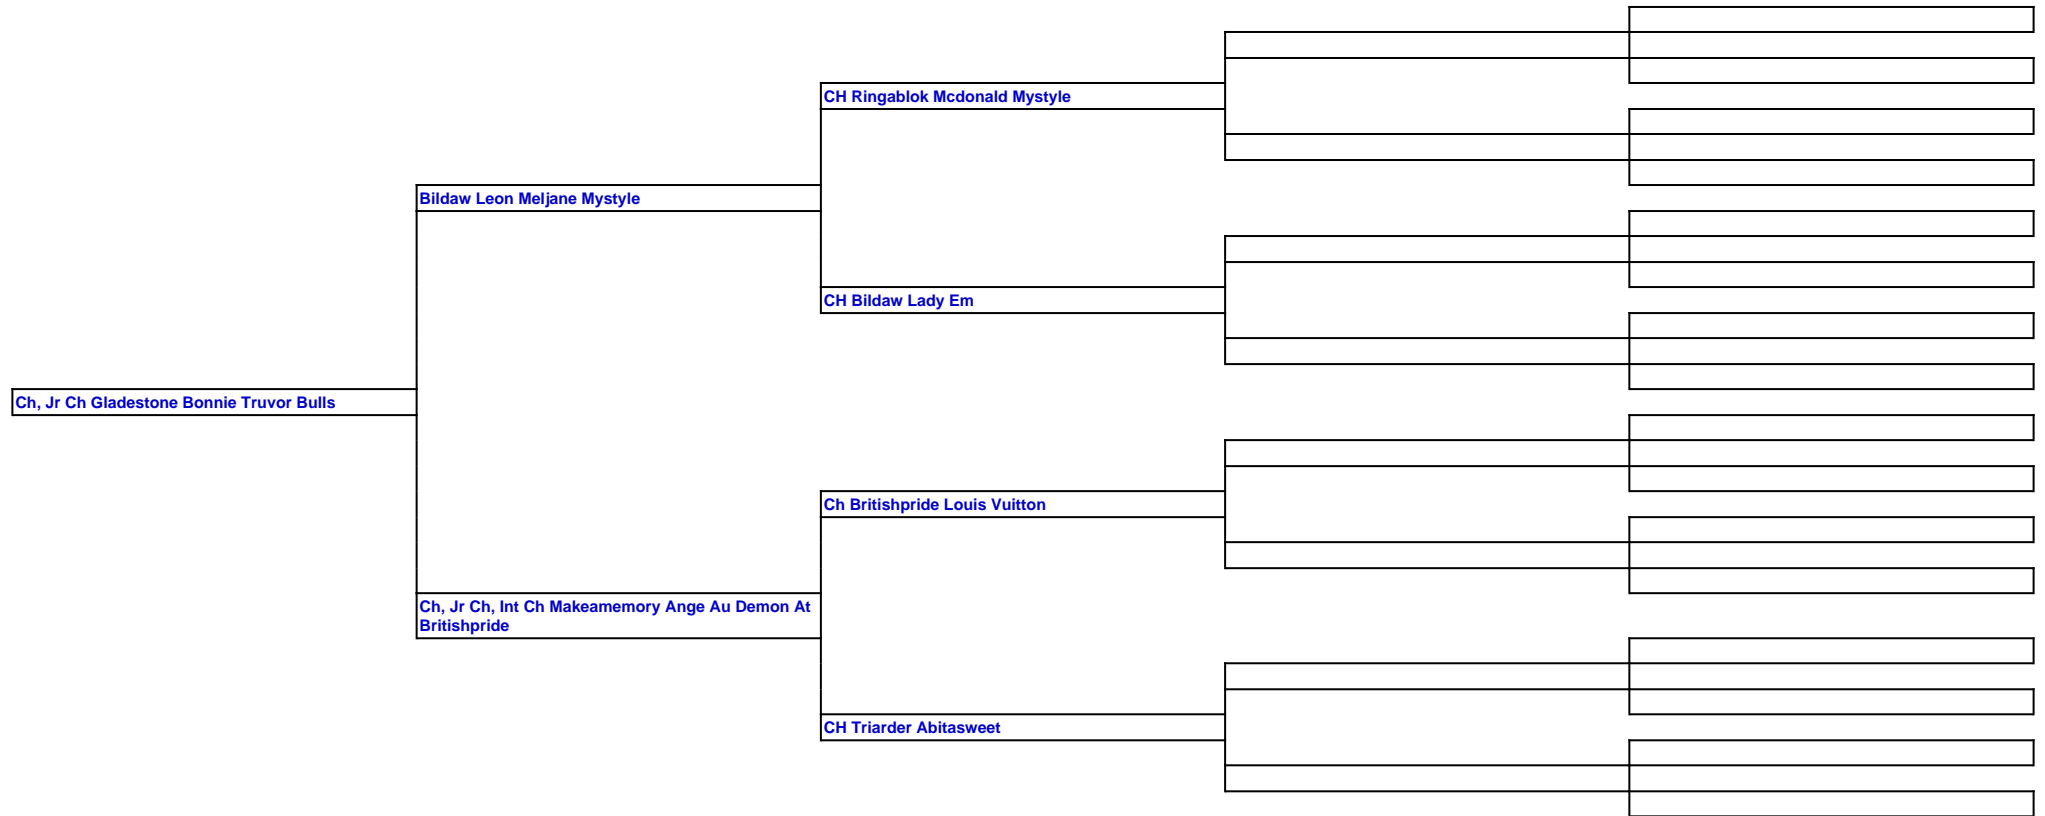 CH Ringablok Mcdonald Mystyle
Bildaw Leon Meljane Mystyle
CH Bildaw Lady Em
Ch, Jr Ch Gladestone Bonnie Truvor Bulls
Ch Britishpride Louis Vuitton
Ch, Jr Ch, Int Ch Makeamemory Ange Au Demon At
Britishpride
CH Triarder Abitasweet